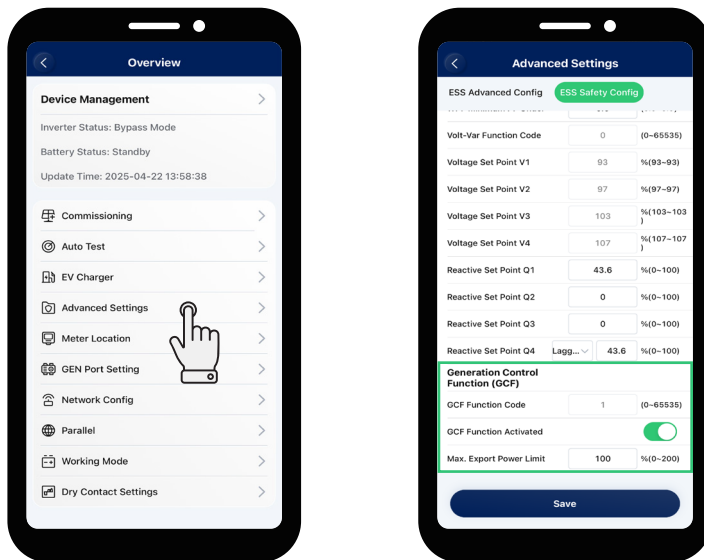 Overview
Device Management
Inverter Status: Bypass Mode
Battery Status: Standby
Update Time: 2025-04-22 13:58:38
Commissioning
Auto Test
EV Charger
Advanced Settings
Meter Location
GEN Port Setting
Network Config
Parallel
Working Mode
Dry Contact Settings
Advanced Settings
ESS Advanced Config ESS Safety Config
Volt-Var Function Code 0 (0~65535)
Voltage Set Point V1 93 %(93~93)
Voltage Set Point V2 97 %(97~97)
Voltage Set Point V3 103 %(103~103
)
Voltage Set Point V4 107 %(107~107
)
Reactive Set Point Q1 43.6 %(0~100)
Reactive Set Point Q2 0 %(0~100)
Reactive Set Point Q3 0 %(0~100)
Reactive Set Point Q4 Lagg... 43.6 %(0~100)
Generation Control
Function (GCF)
GCF Function Code 1 (0~65535)
GCF Function Activated
Max. Export Power Limit 100 %(0~200)
Save